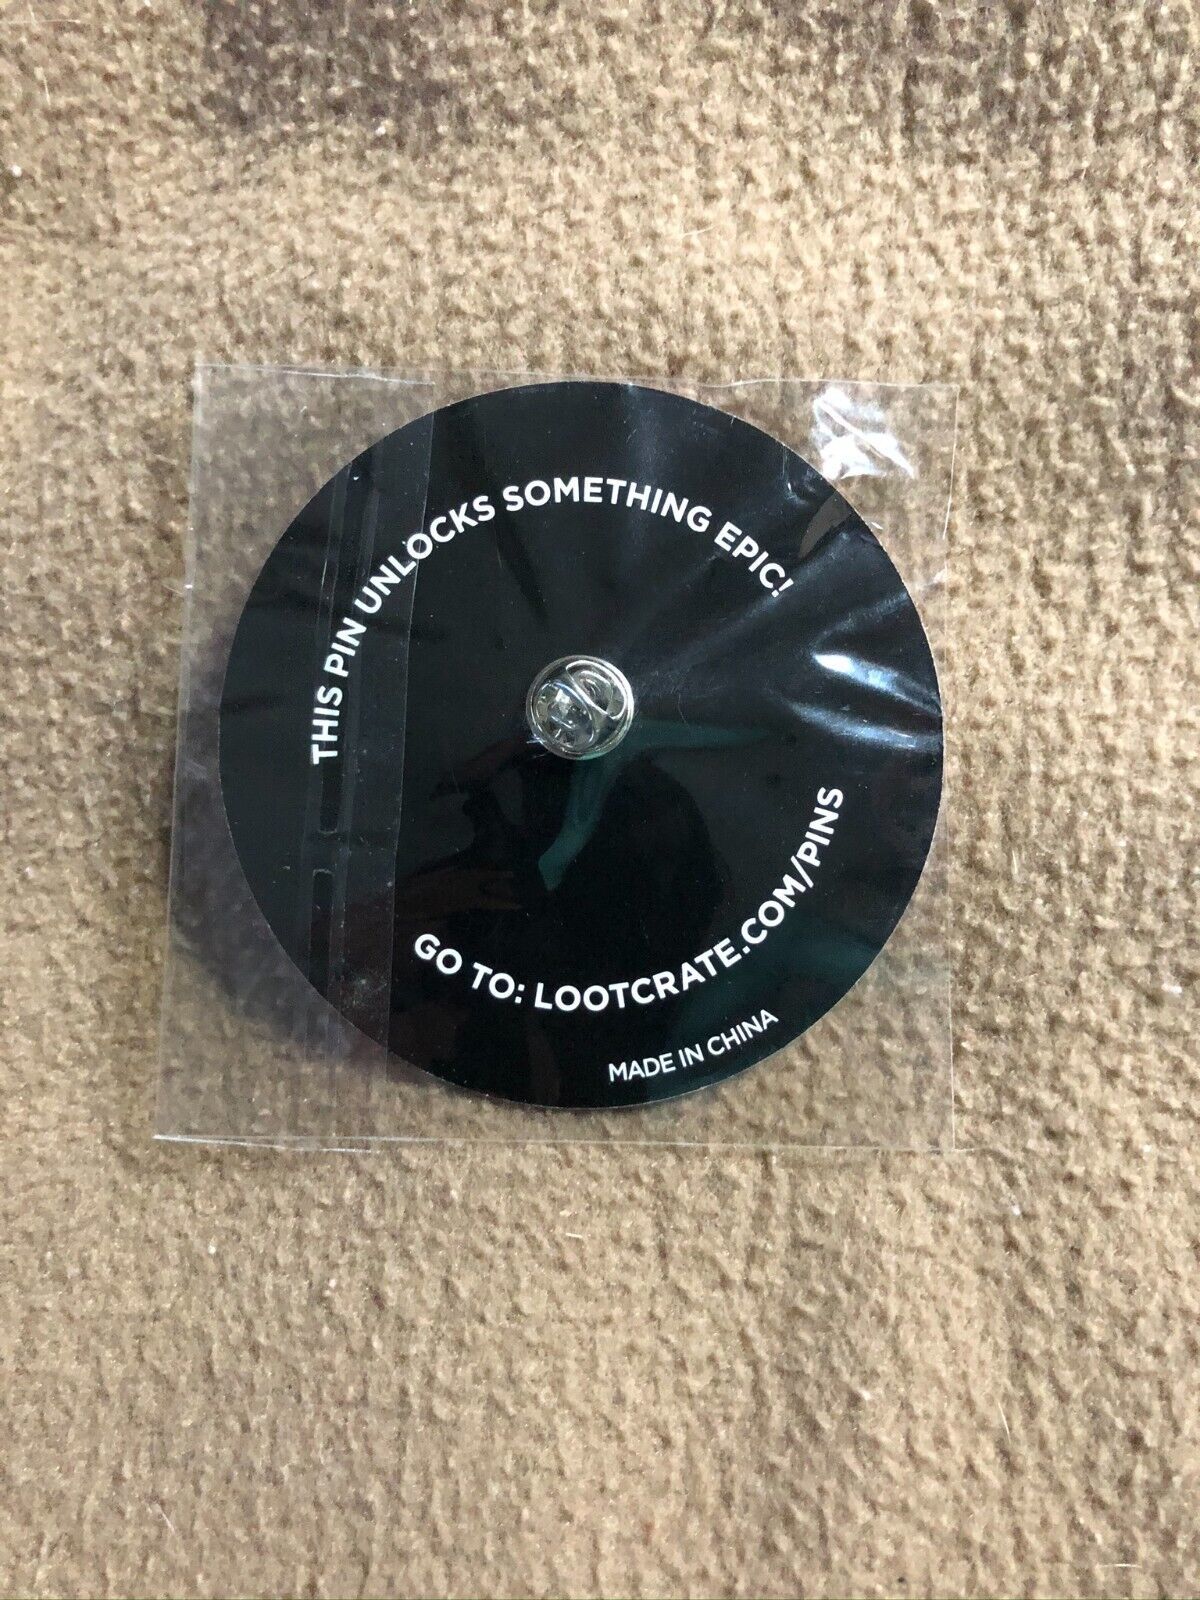 THIS PIN UNLOCKS SOMETHING EPIC!
GO TO: LOOTCRATE.COM/PINS
MADE IN CHINA